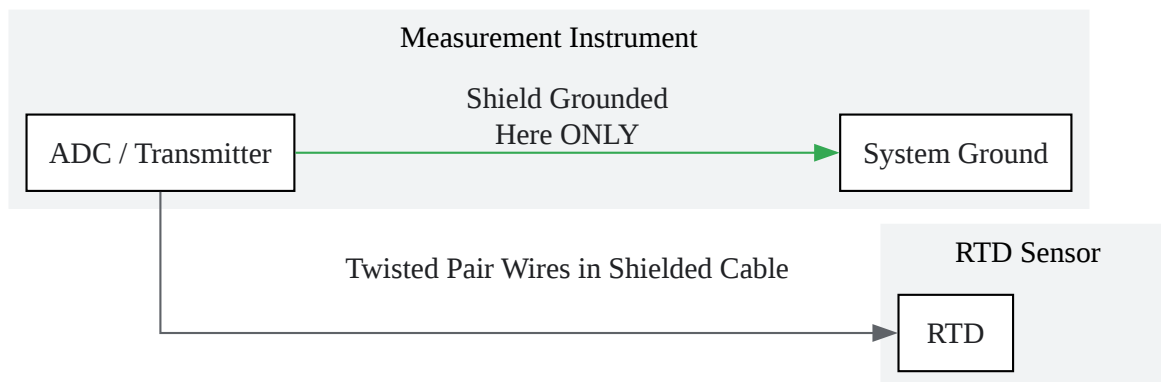 Measurement Instrument
Shield Grounded
Here ONLY
ADC / Transmitter
System Ground
RTD Sensor
Twisted Pair Wires in Shielded Cable
RTD